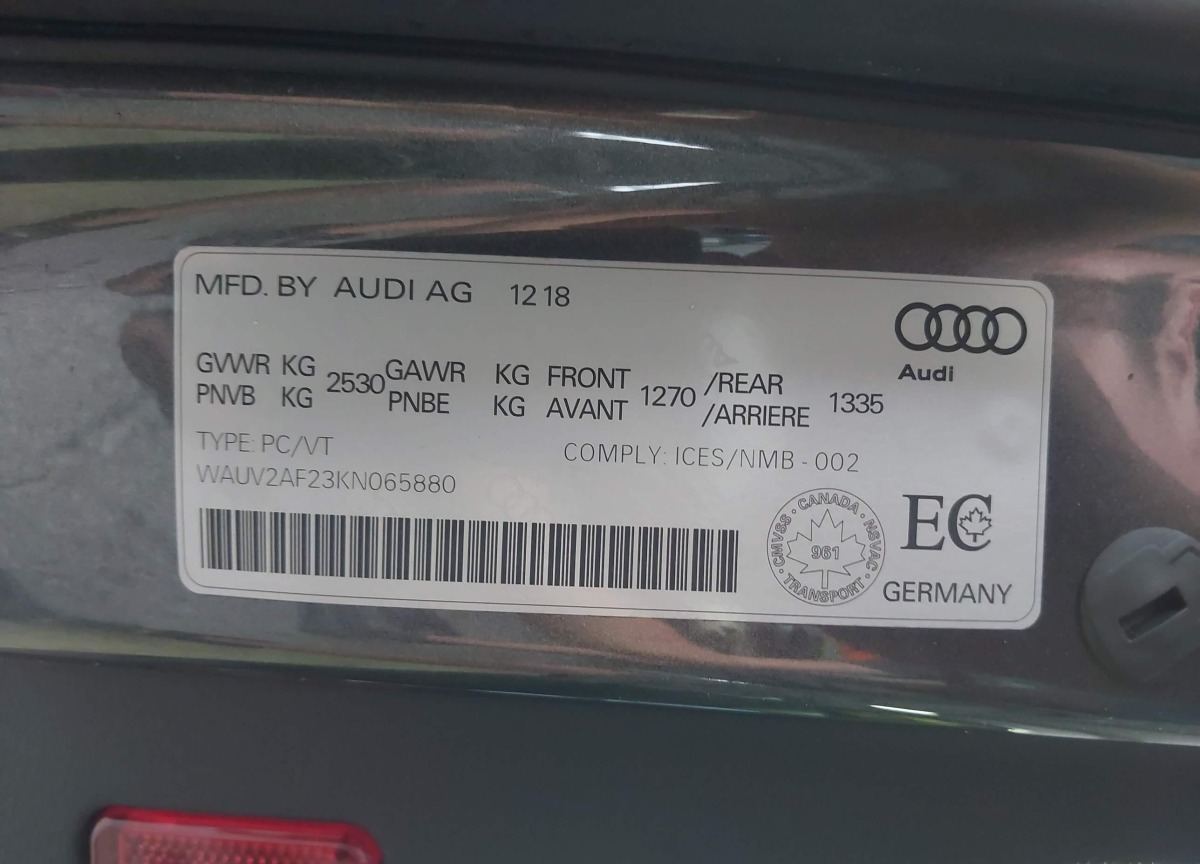 MFD. BY AUDI AG 12 18
Audi
GVWR KG 2530 GAWR KG FRONT 1270 /REAR 1335
PNVB KG PNBE KG AVANT /ARRIERE
TYPE: PC/VT COMPLY: ICES/NMB - 002
WAUV2AF23KN065880
CANADA · NSVAC · TRANSPORT · CMVSS ·
961
EC
GERMANY